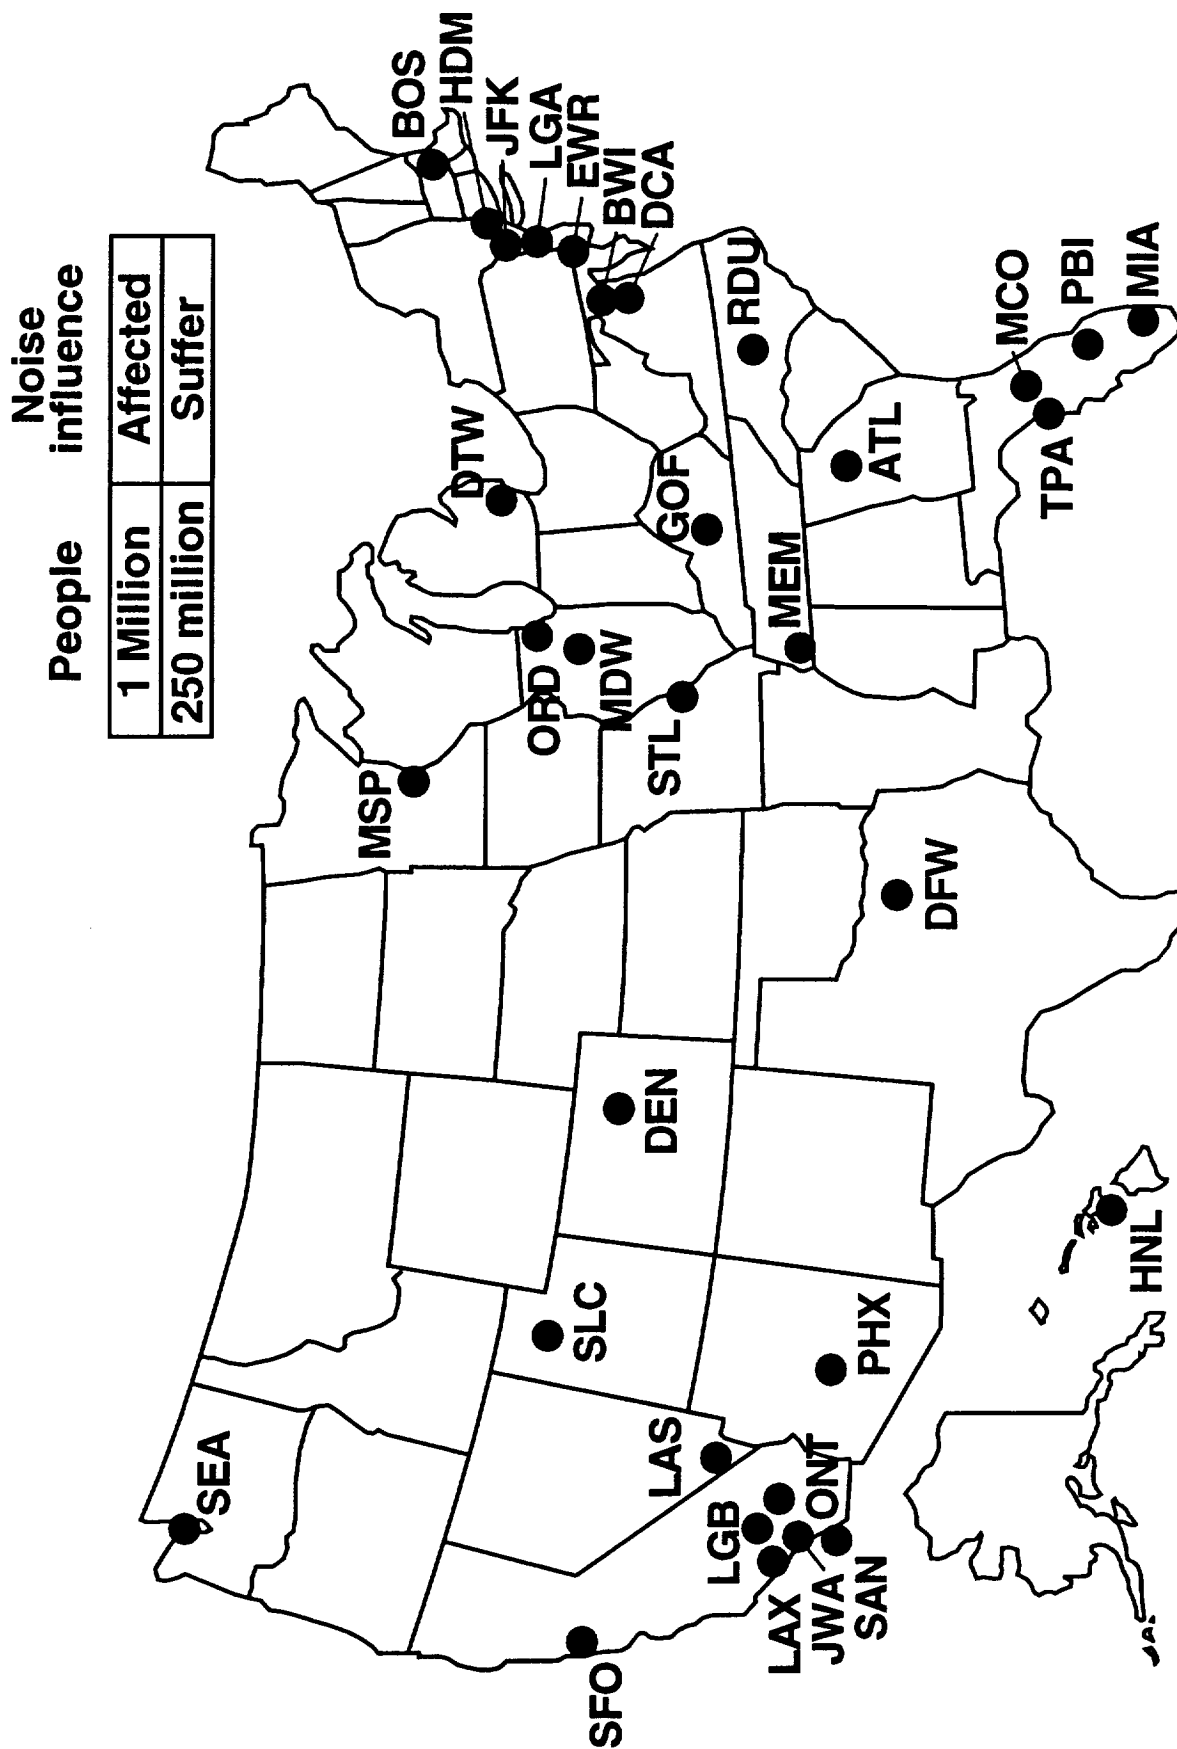 People
Noise
influence
1 Million
Affected
250 million
Suffer
SEA
MSP
DTW
BOS
HDM
JFK
LGA
EWR
BWI
DCA
ORD
MDW
SFO
SLC
DEN
STL
GOF
RDU
LAS
LGB
LAX
JWA
SAN
ONT
PHX
MEM
ATL
DFW
MCO
TPA
PBI
MIA
HNL